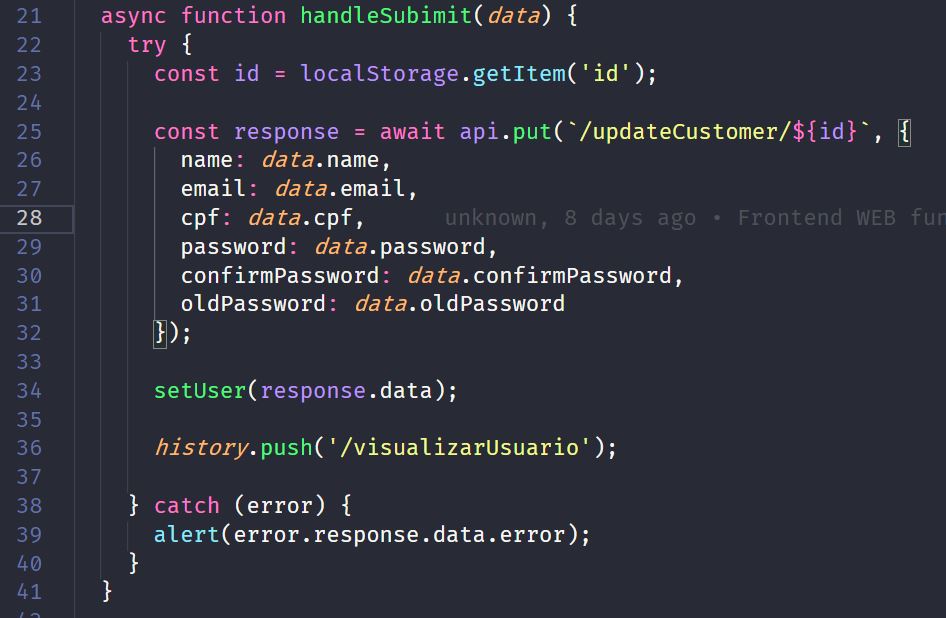 21 async function handleSubimit(data) {
22 try {
23 const id = localStorage.getItem('id');
24
25 const response = await api.put(`/updateCustomer/${id}`, {
26 name: data.name,
27 email: data.email,
28 cpf: data.cpf, unknown, 8 days ago • Frontend WEB fun
29 password: data.password,
30 confirmPassword: data.confirmPassword,
31 oldPassword: data.oldPassword
32 });
33
34 setUser(response.data);
35
36 history.push('/visualizarUsuario');
37
38 } catch (error) {
39 alert(error.response.data.error);
40 }
41 }